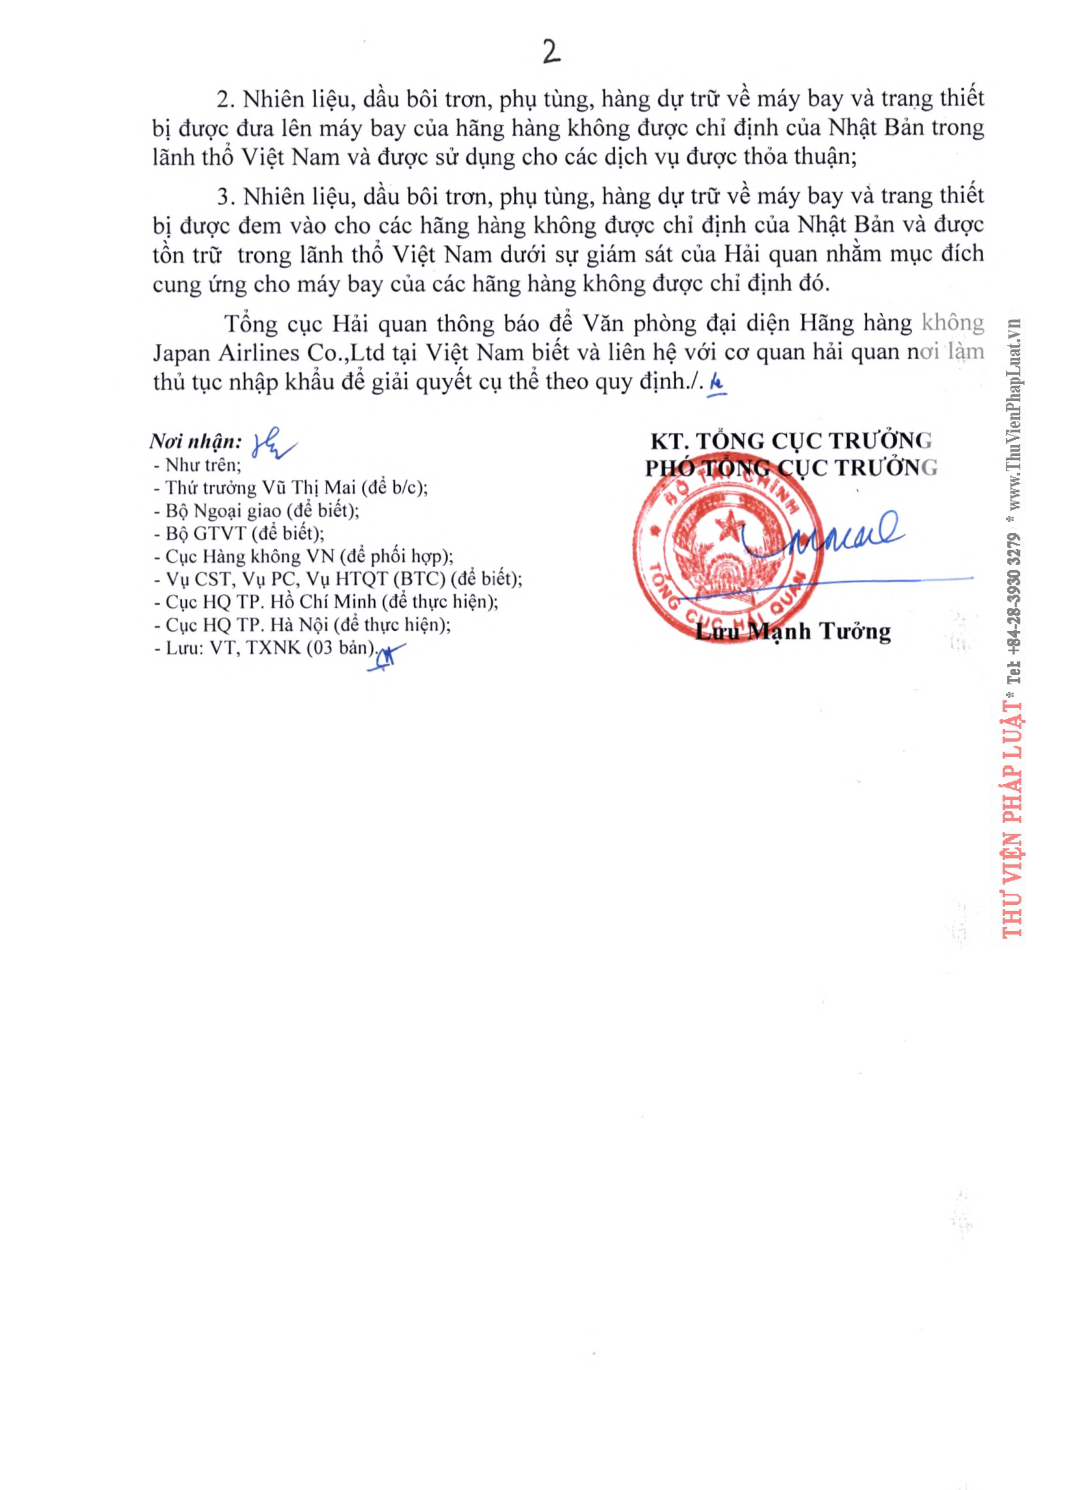 2
2. Nhiên liệu, dầu bôi trơn, phụ tùng, hàng dự trữ về máy bay và trang thiết
bị được đưa lên máy bay của hãng hàng không được chỉ định của Nhật Bản trong
lãnh thổ Việt Nam và được sử dụng cho các dịch vụ được thỏa thuận;
3. Nhiên liệu, dầu bôi trơn, phụ tùng, hàng dự trữ về máy bay và trang thiết
bị được đem vào cho các hãng hàng không được chỉ định của Nhật Bản và được
tồn trữ trong lãnh thổ Việt Nam dưới sự giám sát của Hải quan nhằm mục đích
cung ứng cho máy bay của các hãng hàng không được chỉ định đó.
Tổng cục Hải quan thông báo để Văn phòng đại diện Hãng hàng không
Japan Airlines Co.,Ltd tại Việt Nam biết và liên hệ với cơ quan hải quan nơi làm
thủ tục nhập khẩu để giải quyết cụ thể theo quy định./.
Nơi nhận:
- Như trên;
- Thứ trưởng Vũ Thị Mai (để b/c);
- Bộ Ngoại giao (để biết);
- Bộ GTVT (để biết);
- Cục Hàng không VN (để phối hợp);
- Vụ CST, Vụ PC, Vụ HTQT (BTC) (để biết);
- Cục HQ TP. Hồ Chí Minh (để thực hiện);
- Cục HQ TP. Hà Nội (để thực hiện);
- Lưu: VT, TXNK (03 bản).
KT. TỔNG CỤC TRƯỞNG
PHÓ TỔNG CỤC TRƯỞNG
BỘ TÀI CHÍNH
TỔNG CỤC HẢI QUAN
Lưu Mạnh Tưởng
THƯ VIỆN PHÁP LUẬT * Tel: +84-28-3930 3279 * www.ThuVienPhapLuat.vn